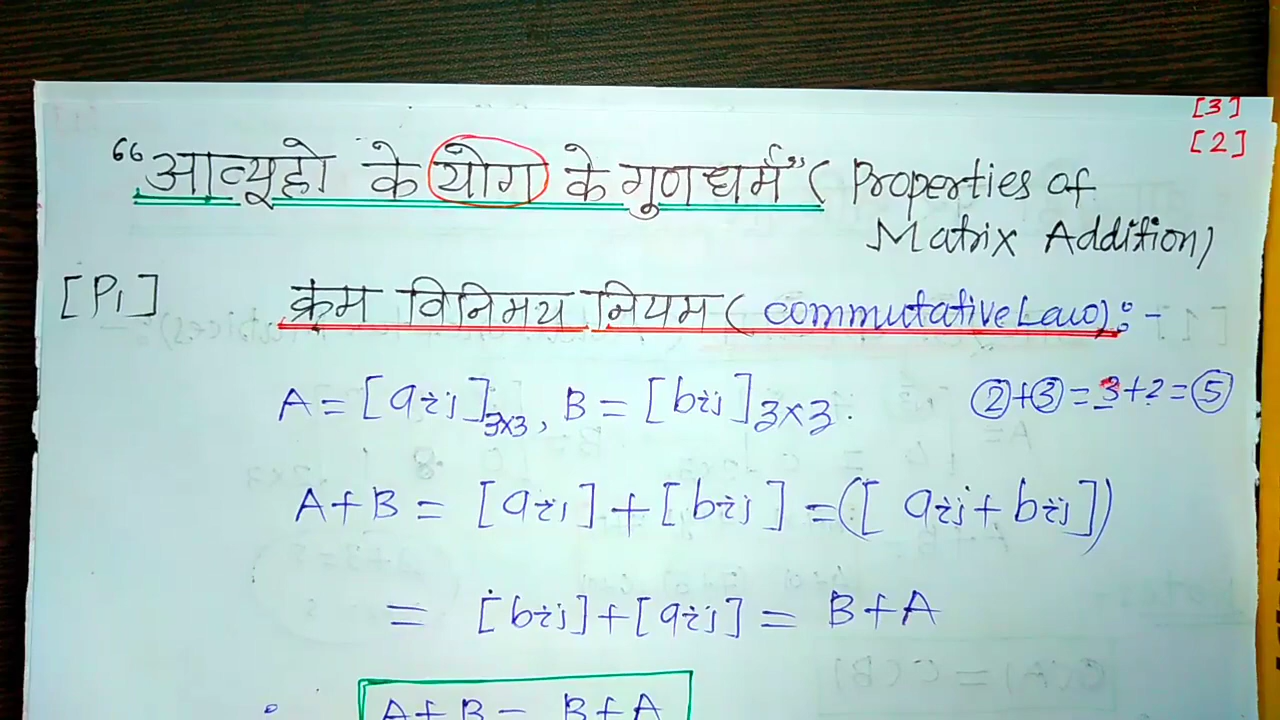 [3]
[2]
"आव्यूहो के योग के गुणधर्म" ( Properties of
Matrix Addition)
[P1] क्रम विनिमय नियम ( commutative Law) : -
A = [aij]3×3, B = [bij]3×3. 2+3 = 3+2 = 5
A+B = [aij] + [bij] = ([ aij + bij])
= [bij] + [aij] = B+A
A+B = B+A